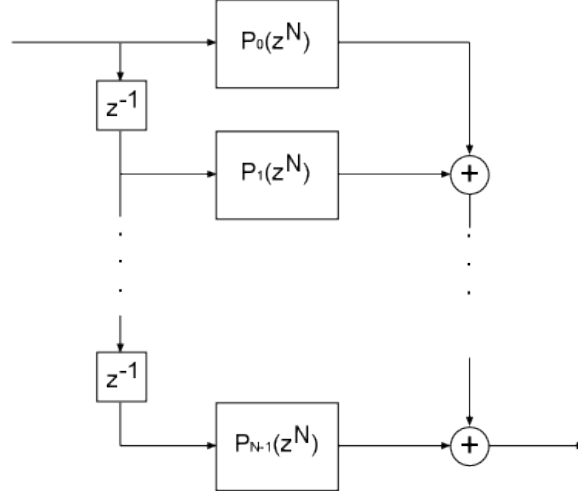 P₀(z^N)
z⁻¹
P₁(z^N)
+
z⁻¹
P_{N-1}(z^N)
+